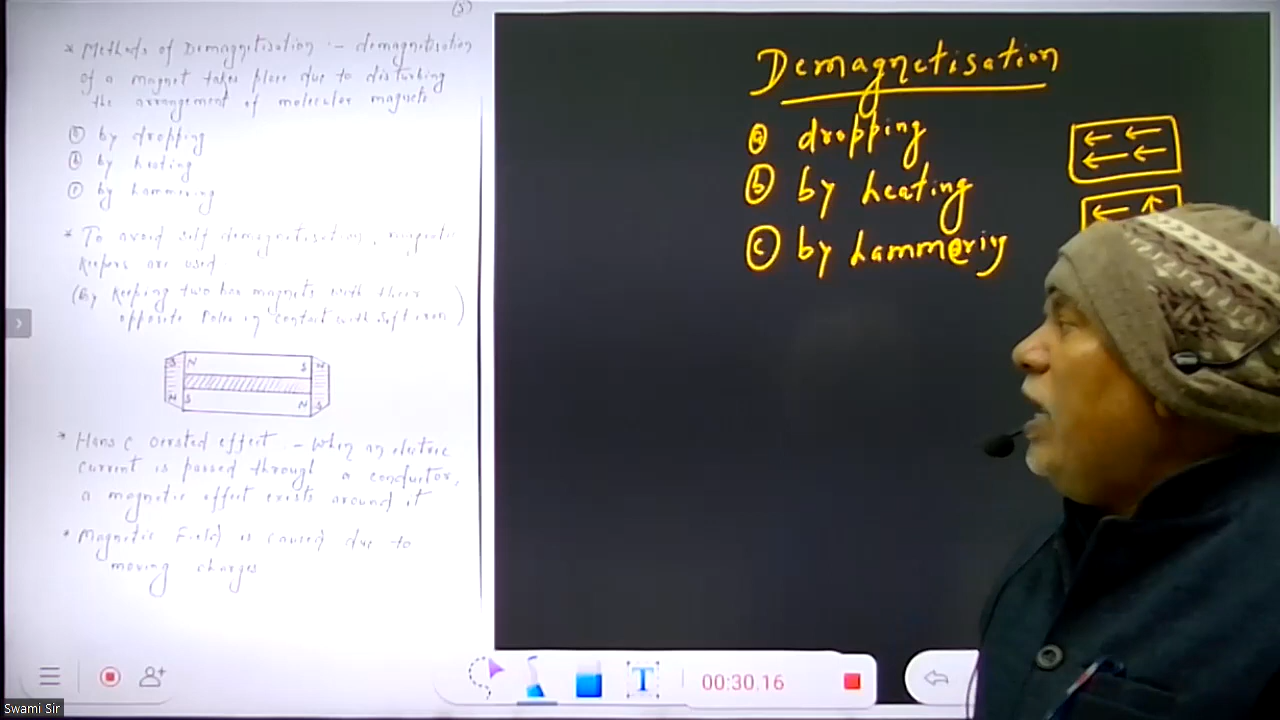 (5)
* Methods of Demagnetisation :- demagnetisation
of a magnet takes place due to disturbing
the arrangement of molecular magnets
ⓐ by dropping
ⓑ by heating
ⓒ by hammering
* To avoid self demagnetisation, magnetic
keepers are used
(By keeping two bar magnets with their
opposite Poles in contact with soft iron)
S N S N
N S N S
* Hans C Oersted effect :- When an electric
current is passed through a conductor,
a magnetic effect exists around it
* Magnetic Field is caused due to
moving charges
Demagnetisation
ⓐ dropping
ⓑ by heating
ⓒ by hammering
T
00:30.16
Swami Sir